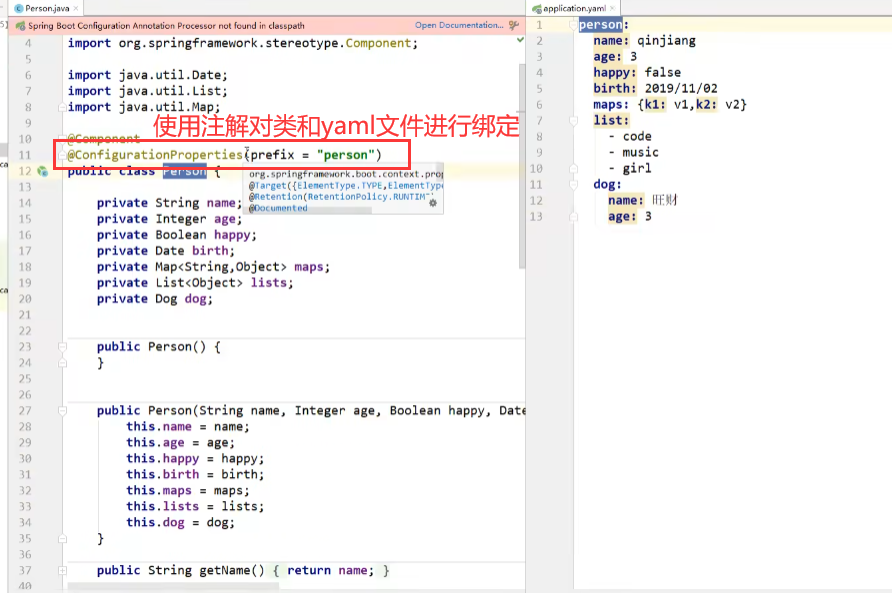 Person.java
Spring Boot Configuration Annotation Processor not found in classpath
Open Documentation...
4 import org.springframework.stereotype.Component;
5
6 import java.util.Date;
7 import java.util.List;
8 import java.util.Map;
使用注解对类和yaml文件进行绑定
9
10 @Component
11 @ConfigurationProperties(prefix = "person")
12 public class Person {
org.springframework.boot.context.prop
@Target({ElementType.TYPE,ElementType
@Retention(RetentionPolicy.RUNTIM
@Documented
13
14 private String name;
15 private Integer age;
16 private Boolean happy;
17 private Date birth;
18 private Map<String,Object> maps;
19 private List<Object> lists;
20 private Dog dog;
21
22
23 public Person() {
24 }
25
26
27 public Person(String name, Integer age, Boolean happy, Date
28 this.name = name;
29 this.age = age;
30 this.happy = happy;
31 this.birth = birth;
32 this.maps = maps;
33 this.lists = lists;
34 this.dog = dog;
35 }
36
37 public String getName() { return name; }
40
application.yaml
1 person:
2 name: qinjiang
3 age: 3
4 happy: false
5 birth: 2019/11/02
6 maps: {k1: v1,k2: v2}
7 list:
8 - code
9 - music
10 - girl
11 dog:
12 name: 旺财
13 age: 3